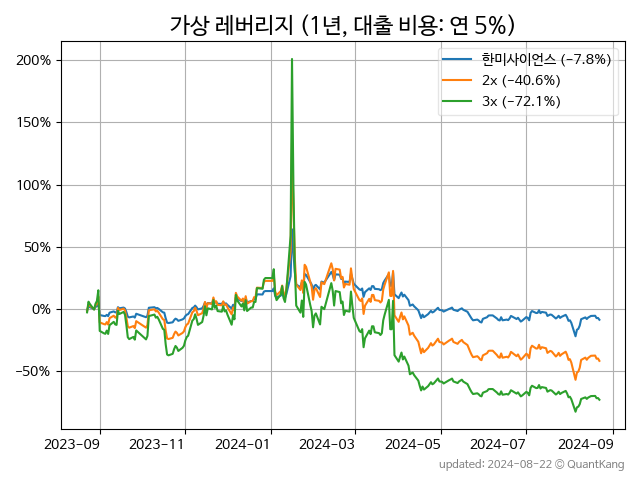 가상 레버리지 (1년, 대출 비용: 연 5%)
한미사이언스 (−7.8%)
2x (−40.6%)
3x (−72.1%)
200%
150%
100%
50%
0%
−50%
2023-09 2023-11 2024-01 2024-03 2024-05 2024-07 2024-09
updated: 2024-08-22 © QuantKang